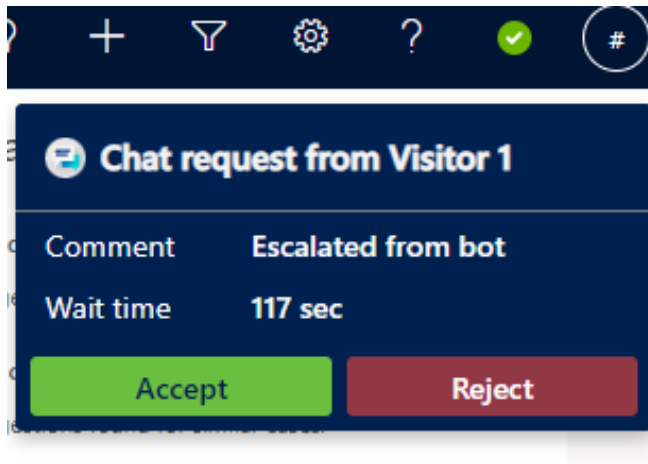 ?
#
Chat request from Visitor 1
Comment Escalated from bot
Wait time 117 sec
Accept Reject